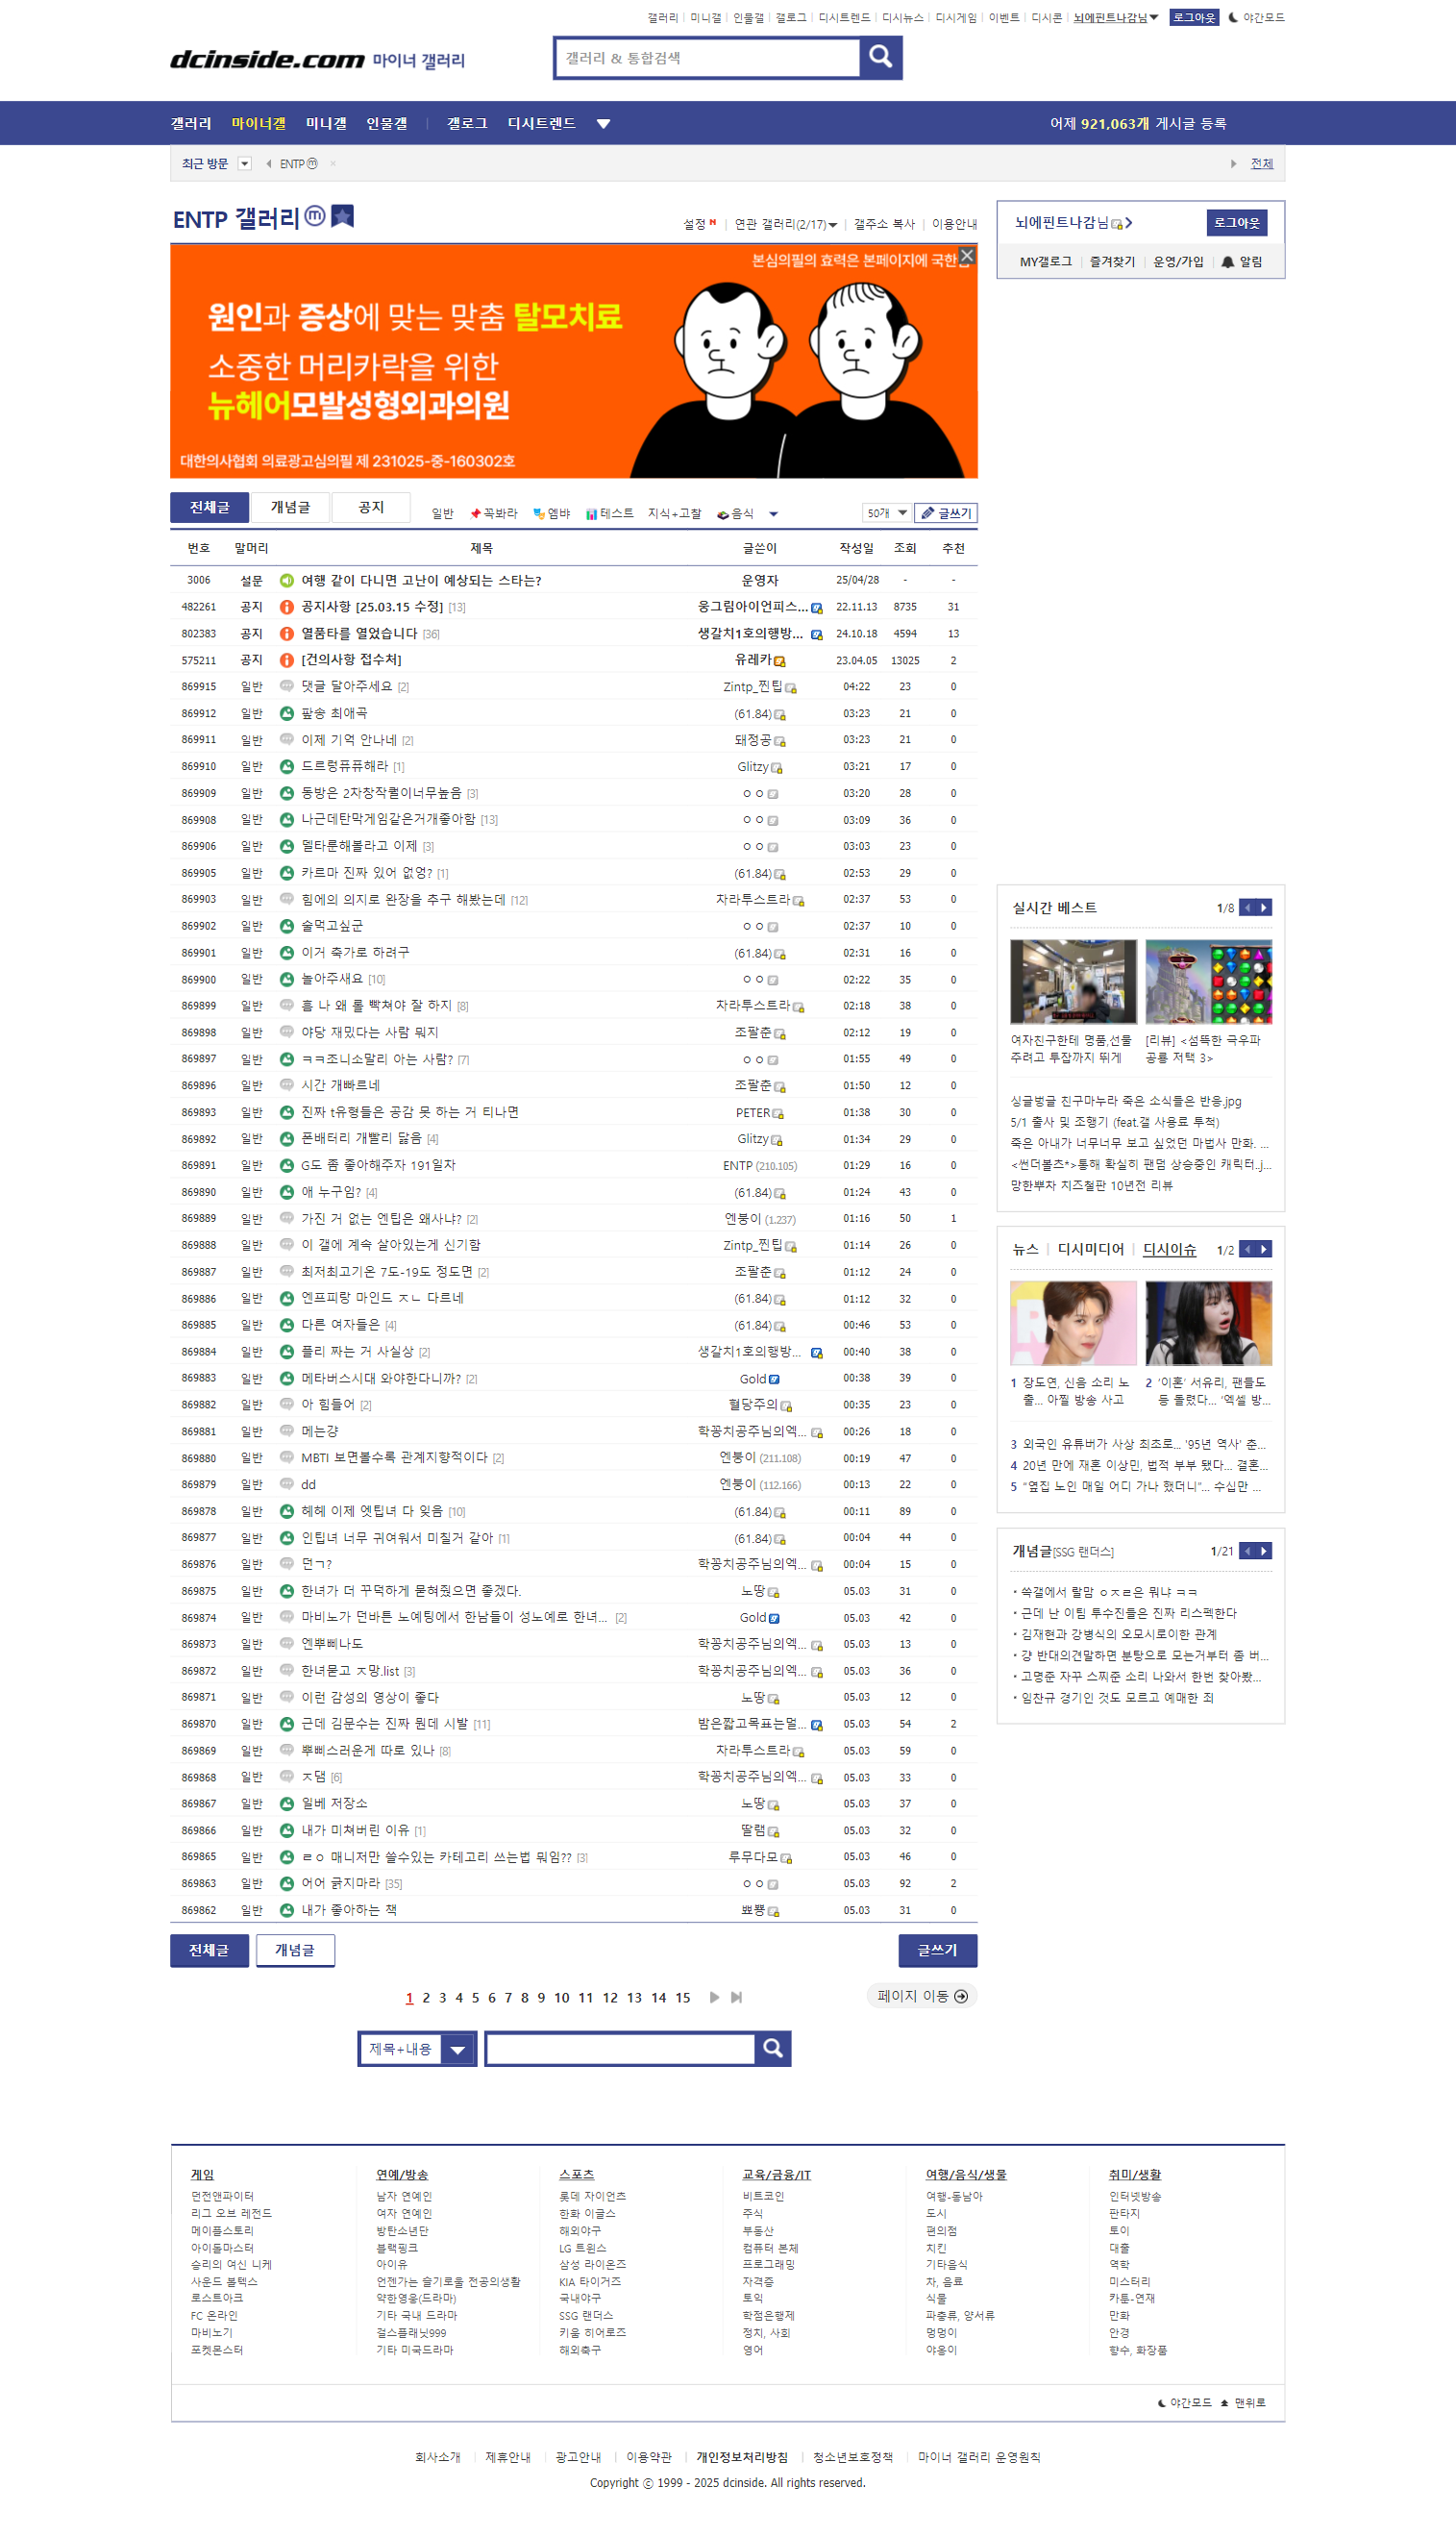 갤러리 미니갤 인물갤 갤로그 디시트렌드 디시뉴스 디시게임 이벤트 디시콘 뇌에핀트나감님 로그아웃 야간모드
dcinside.com 마이너 갤러리
갤러리 & 통합검색
갤러리 마이너갤 미니갤 인물갤 갤로그 디시트렌드
어제 921,063개 게시글 등록
최근 방문 ENTPⓜ ×
전체
ENTP 갤러리ⓜ
설정 N 연관 갤러리(2/17) 갤주소 복사 이용안내
본심의필의 효력은 본페이지에 국한
원인과 증상에 맞는 맞춤 탈모치료
소중한 머리카락을 위한
뉴헤어모발성형외과의원
대한의사협회 의료광고심의필 제 231025-중-160302호
뇌에핀트나감님
로그아웃
MY갤로그 즐겨찾기 운영/가입 알림
전체글 개념글 공지 일반 꼭봐라 엠뱌 테스트 지식+고찰 음식 50개 글쓰기
번호 말머리 제목 글쓴이 작성일 조회 추천
3006 설문 여행 같이 다니면 고난이 예상되는 스타는? 운영자 25/04/28 - -
482261 공지 공지사항 [25.03.15 수정] [13] 웅그림아이언피스... 22.11.13 8735 31
802383 공지 열품타를 열었습니다 [36] 생갈치1호의행방... 24.10.18 4594 13
575211 공지 [건의사항 접수처] 유레카 23.04.05 13025 2
869915 일반 댓글 달아주세요 [2] Zintp_찐팁 04:22 23 0
869912 일반 팦송 최애곡 (61.84) 03:23 21 0
869911 일반 이제 기억 안나네 [2] 돼정공 03:23 21 0
869910 일반 드르렁퓨퓨해라 [1] Glitzy 03:21 17 0
869909 일반 동방은 2차창작퀄이너무높음 [3] ㅇㅇ 03:20 28 0
869908 일반 나근데탄막게임같은거개좋아함 [13] ㅇㅇ 03:09 36 0
869906 일반 델타룬해볼라고 이제 [3] ㅇㅇ 03:03 23 0
869905 일반 카르마 진짜 있어 없엉? [1] (61.84) 02:53 29 0
869903 일반 힘에의 의지로 완장을 추구 해봤는데 [12] 차라투스트라 02:37 53 0
869902 일반 술먹고싶군 ㅇㅇ 02:37 10 0
869901 일반 이거 축가로 하려구 (61.84) 02:31 16 0
869900 일반 놀아주새요 [10] ㅇㅇ 02:22 35 0
869899 일반 흠 나 왜 롤 빡쳐야 잘 하지 [8] 차라투스트라 02:18 38 0
869898 일반 야당 재밌다는 사람 뭐지 조팔춘 02:12 19 0
869897 일반 ㅋㅋ조니소말리 아는 사람? [7] ㅇㅇ 01:55 49 0
869896 일반 시간 개빠르네 조팔춘 01:50 12 0
869893 일반 진짜 t유형들은 공감 못 하는 거 티나면 PETER 01:38 30 0
869892 일반 폰배터리 개빨리 닳음 [4] Glitzy 01:34 29 0
869891 일반 G도 좀 좋아해주자 191일차 ENTP (210.105) 01:29 16 0
869890 일반 얘 누구임? [4] (61.84) 01:24 43 0
869889 일반 가진 거 없는 엔팁은 왜사냐? [2] 엔붕이 (1.237) 01:16 50 1
869888 일반 이 갤에 계속 살아있는게 신기함 Zintp_찐팁 01:14 26 0
869887 일반 최저최고기온 7도-19도 정도면 [2] 조팔춘 01:12 24 0
869886 일반 엔프피랑 마인드 ㅈㄴ 다르네 (61.84) 01:12 32 0
869885 일반 다른 여자들은 [4] (61.84) 00:46 53 0
869884 일반 플리 짜는 거 사실상 [2] 생갈치1호의행방... 00:40 38 0
869883 일반 메타버스시대 와야한다니까? [2] Gold 00:38 39 0
869882 일반 아 힘들어 [2] 혈당주의 00:35 23 0
869881 일반 메는걍 학꽁치공주님의엑... 00:26 18 0
869880 일반 MBTI 보면볼수록 관계지향적이다 [2] 엔붕이 (211.108) 00:19 47 0
869879 일반 dd 엔붕이 (112.166) 00:13 22 0
869878 일반 헤헤 이제 엣팁녀 다 잊음 [10] (61.84) 00:11 89 0
869877 일반 인팁녀 너무 귀여워서 미칠거 같아 [1] (61.84) 00:04 44 0
869876 일반 던ㄱ? 학꽁치공주님의엑... 00:04 15 0
869875 일반 한녀가 더 꾸덕하게 묻혀줬으면 좋겠다. 노땅 05.03 31 0
869874 일반 마비노가 던바튼 노예팅에서 한남들이 성노예로 한녀... [2] Gold 05.03 42 0
869873 일반 엔뿌삐나도 학꽁치공주님의엑... 05.03 13 0
869872 일반 한녀묻고 ㅈ망.list [3] 학꽁치공주님의엑... 05.03 36 0
869871 일반 이런 감성의 영상이 좋다 노땅 05.03 12 0
869870 일반 근데 김문수는 진짜 뭔데 시발 [11] 밤은짧고목표는멀... 05.03 54 2
869869 일반 뿌삐스러운게 따로 있나 [8] 차라투스트라 05.03 59 0
869868 일반 ㅈ댐 [6] 학꽁치공주님의엑... 05.03 33 0
869867 일반 일베 저장소 노땅 05.03 37 0
869866 일반 내가 미쳐버린 이유 [1] 딸램 05.03 32 0
869865 일반 ㄹㅇ 매니저만 쓸수있는 카테고리 쓰는법 뭐임?? [3] 루무다모 05.03 46 0
869863 일반 어어 긁지마라 [35] ㅇㅇ 05.03 92 2
869862 일반 내가 좋아하는 책 뾰뿅 05.03 31 0
전체글 개념글 글쓰기
1 2 3 4 5 6 7 8 9 10 11 12 13 14 15 페이지 이동
제목+내용
실시간 베스트 1/8
여자친구한테 명품,선물 주려고 투잡까지 뛰게
[리뷰] <섬뜩한 극우파 공룡 저택 3>
싱글벙글 친구마누라 죽은 소식들은 반응.jpg
5/1 출사 및 조행기 (feat.갤 사용료 투척)
죽은 아내가 너무너무 보고 싶었던 마법사 만화. ...
<썬더볼츠*>통해 확실히 팬덤 상승중인 캐릭터..j...
망한뿌차 치즈철판 10년전 리뷰
뉴스 디시미디어 디시이슈 1/2
1 장도연, 신음 소리 노출... 아찔 방송 사고
2 '이혼' 서유리, 팬들도 등 돌렸다... '엑셀 방...
3 외국인 유튜버가 사상 최초로... '95년 역사' 춘...
4 20년 만에 재혼 이상민, 법적 부부 됐다... 결혼...
5 "옆집 노인 매일 어디 가나 했더니"... 수십만 ...
개념글[SSG 랜더스] 1/21
쓱갤에서 랄맘 ㅇㅈㄹ은 뭐냐 ㅋㅋ
근데 난 이팀 투수진들은 진짜 리스펙한다
김재현과 강병식의 오모시로이한 관계
걍 반대의견말하면 분탕으로 모는거부터 좀 버...
고명준 자꾸 스찌준 소리 나와서 한번 찾아봤...
임찬규 경기인 것도 모르고 예매한 죄
게임 연예/방송 스포츠 교육/금융/IT 여행/음식/생물 취미/생활
던전앤파이터 남자 연예인 롯데 자이언츠 비트코인 여행-동남아 인터넷방송
리그 오브 레전드 여자 연예인 한화 이글스 주식 도시 판타지
메이플스토리 방탄소년단 해외야구 부동산 편의점 토이
아이돌마스터 블랙핑크 LG 트윈스 컴퓨터 본체 치킨 대출
승리의 여신 니케 아이유 삼성 라이온즈 프로그래밍 기타음식 역학
사운드 볼텍스 언젠가는 슬기로울 전공의생활 KIA 타이거즈 자격증 차, 음료 미스터리
로스트아크 약한영웅(드라마) 국내야구 토익 식물 카툰-연재
FC 온라인 기타 국내 드라마 SSG 랜더스 학점은행제 파충류, 양서류 만화
마비노기 걸스플래닛999 키움 히어로즈 정치, 사회 멍멍이 안경
포켓몬스터 기타 미국드라마 해외축구 영어 야옹이 향수, 화장품
야간모드 맨위로
회사소개 제휴안내 광고안내 이용약관 개인정보처리방침 청소년보호정책 마이너 갤러리 운영원칙
Copyright ⓒ 1999 - 2025 dcinside. All rights reserved.